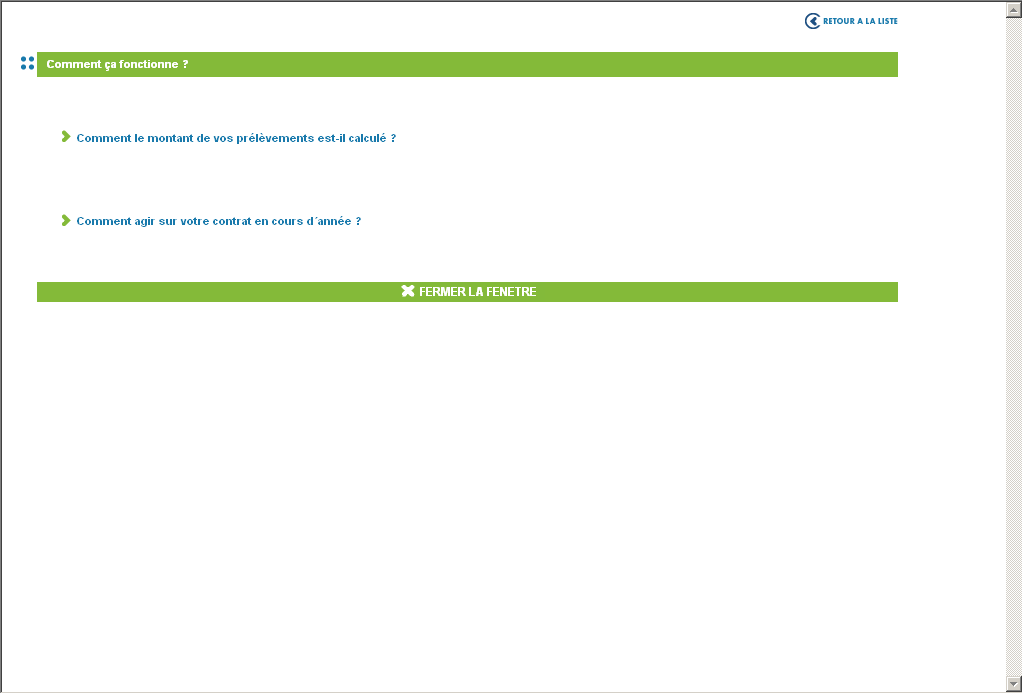 RETOUR A LA LISTE
Comment ça fonctionne ?
Comment le montant de vos prélèvements est-il calculé ?
Comment agir sur votre contrat en cours d´année ?
FERMER LA FENETRE